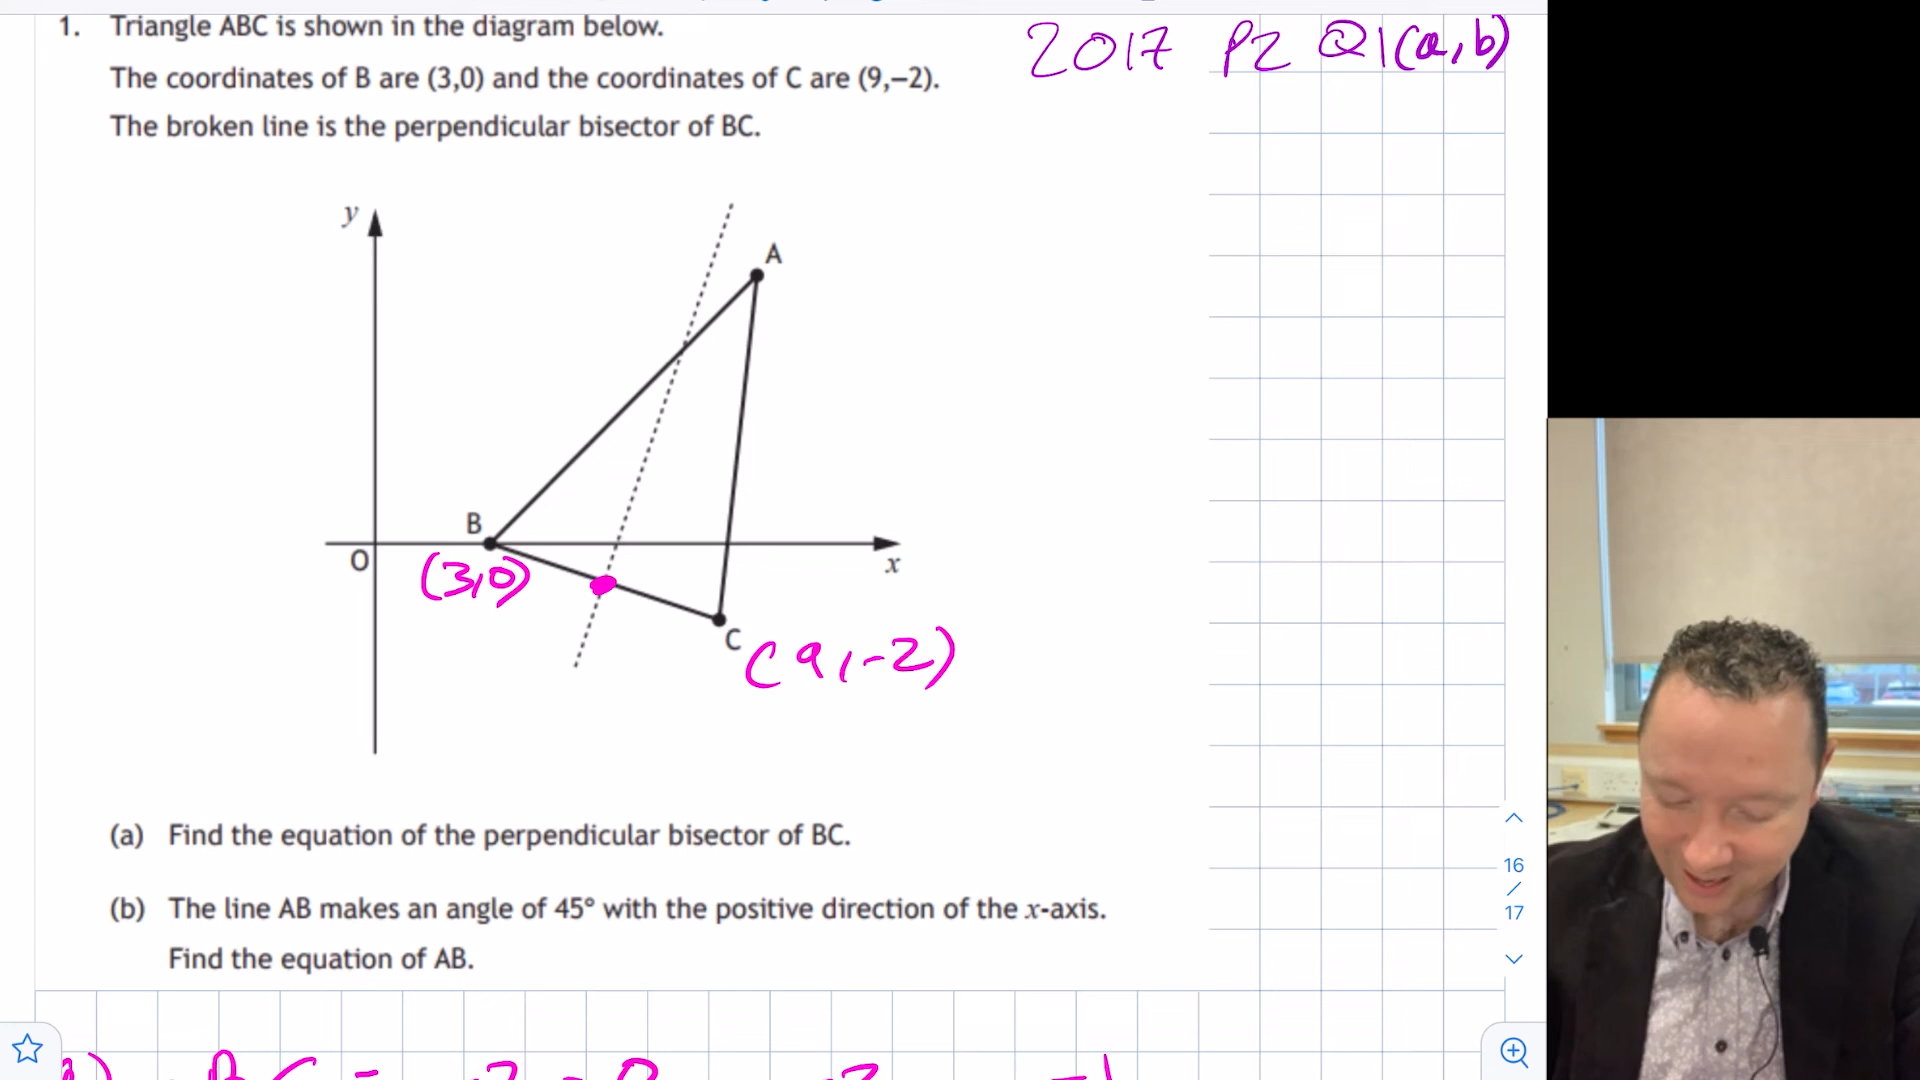 1. Triangle ABC is shown in the diagram below.
2017 P2 Q1(a,b)
The coordinates of B are (3,0) and the coordinates of C are (9,–2).
The broken line is the perpendicular bisector of BC.
y
A
B
O
x
(3,0)
C
(9,-2)
(a) Find the equation of the perpendicular bisector of BC.
(b) The line AB makes an angle of 45° with the positive direction of the x-axis.
Find the equation of AB.
16
/
17